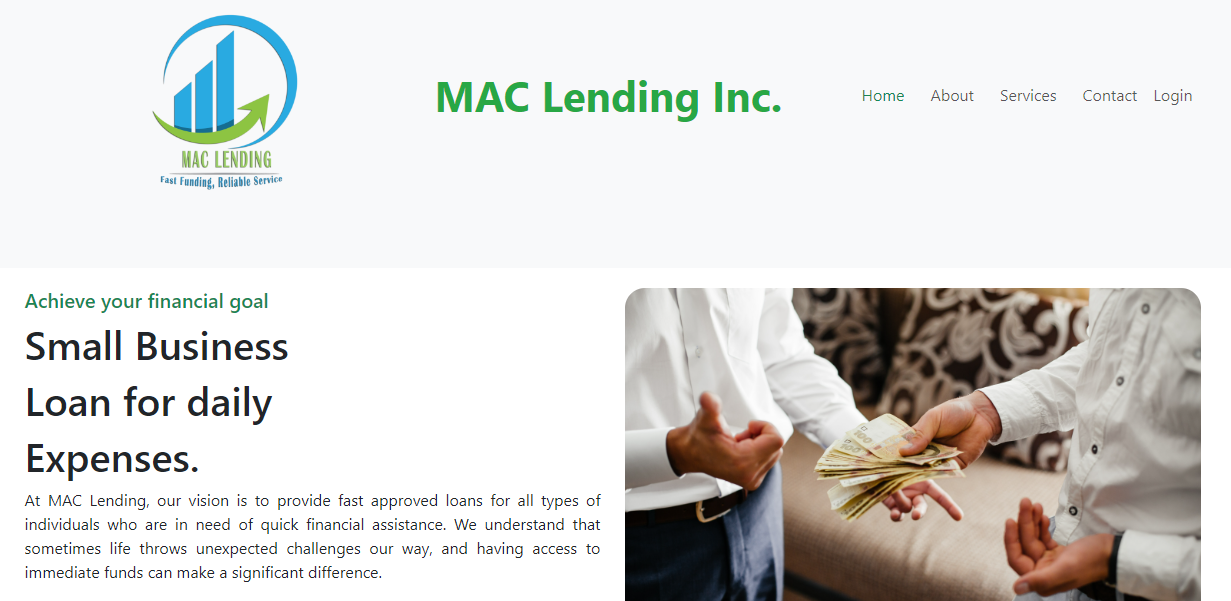 MAC LENDING
Fast Funding, Reliable Service
MAC Lending Inc.
Home About Services Contact Login
Achieve your financial goal
Small Business
Loan for daily
Expenses.
At MAC Lending, our vision is to provide fast approved loans for all types of
individuals who are in need of quick financial assistance. We understand that
sometimes life throws unexpected challenges our way, and having access to
immediate funds can make a significant difference.
100